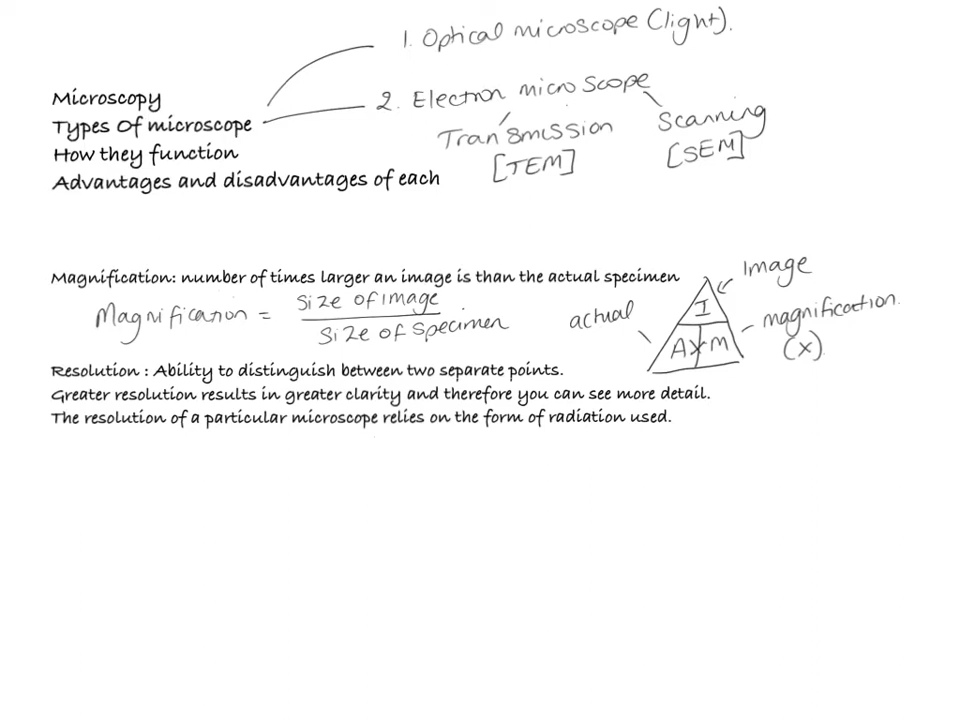 1. Optical microscope (light).
Microscopy
2. Electron microscope
Types Of microscope
Transmission
Scanning
How they function
[TEM]
[SEM]
Advantages and disadvantages of each
Magnification: number of times larger an image is than the actual specimen
Image
Magnification = Size of image
Size of Specimen
actual
I
magnification.
A x M
(x)
Resolution : Ability to distinguish between two separate points.
Greater resolution results in greater clarity and therefore you can see more detail.
The resolution of a particular microscope relies on the form of radiation used.